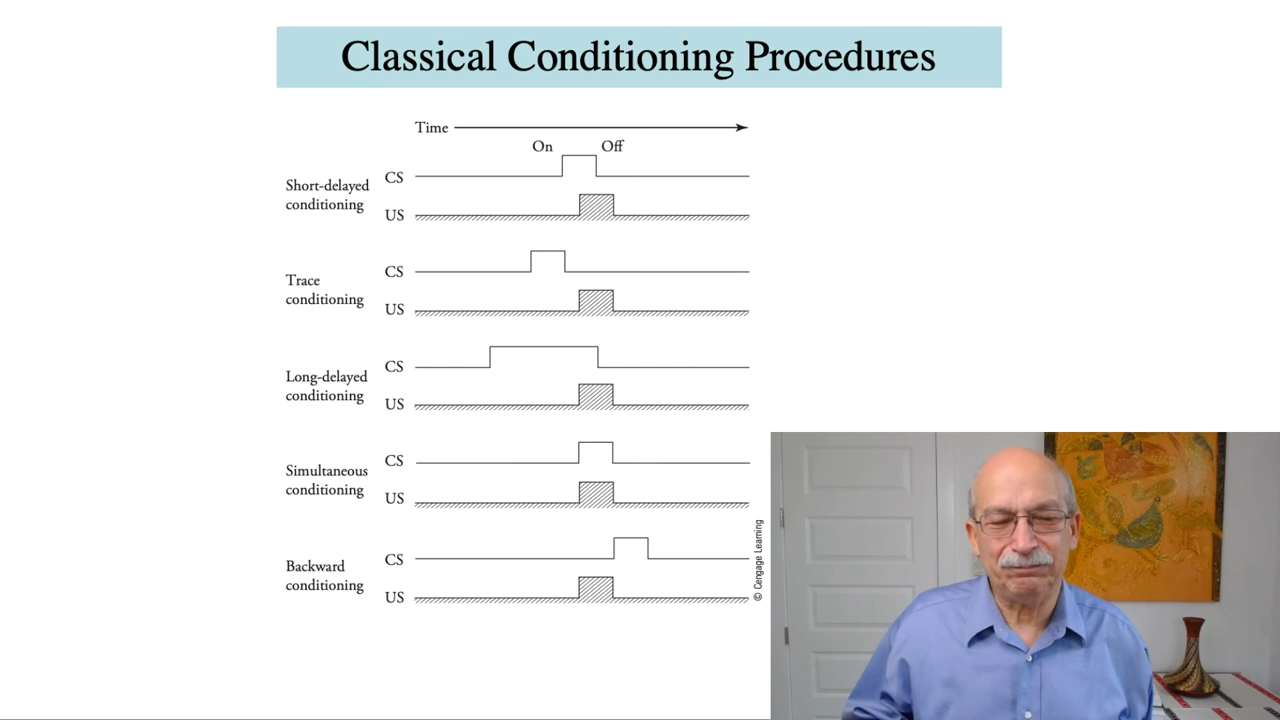 Classical Conditioning Procedures
Time
On Off
Short-delayed
conditioning
CS
US
Trace
conditioning
CS
US
Long-delayed
conditioning
CS
US
Simultaneous
conditioning
CS
US
Backward
conditioning
CS
US
© Cengage Learning